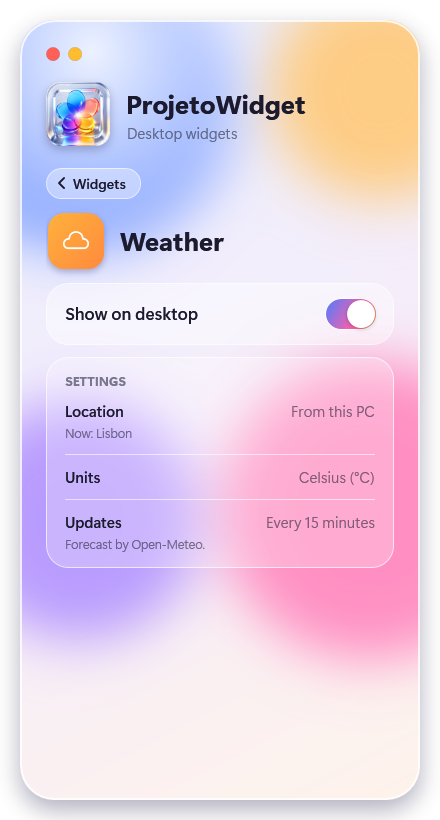 ProjetoWidget
Desktop widgets
Widgets
Weather
Show on desktop
SETTINGS
Location From this PC
Now: Lisbon
Units Celsius (°C)
Updates Every 15 minutes
Forecast by Open-Meteo.